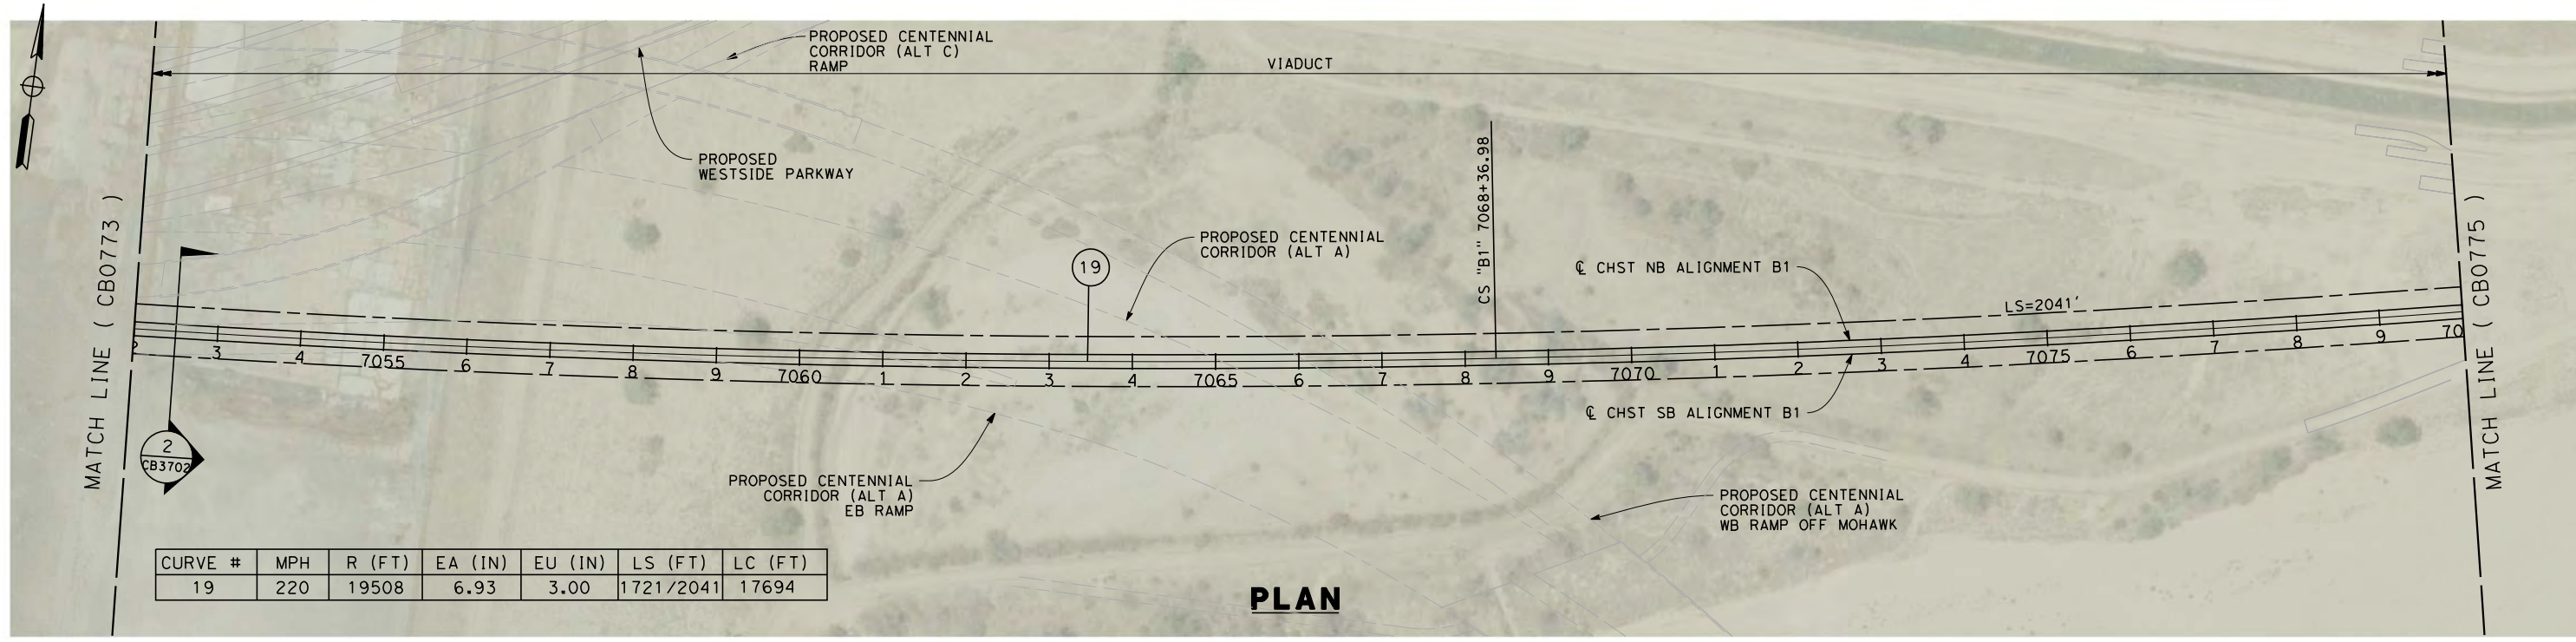 PROPOSED CENTENNIAL
CORRIDOR (ALT C)
RAMP
VIADUCT
PROPOSED
WESTSIDE PARKWAY
MATCH LINE ( CB0773 )
CS "B1" 7068+36.98
PROPOSED CENTENNIAL
CORRIDOR (ALT A)
19
℄ CHST NB ALIGNMENT B1
LS=2041'
MATCH LINE ( CB0775 )
3 4 7055 6 7 8 9 7060 1 2 3 4 7065 6 7 8 9 7070 1 2 3 4 7075 6 7 8 9 70
℄ CHST SB ALIGNMENT B1
2
CB3702
PROPOSED CENTENNIAL
CORRIDOR (ALT A)
EB RAMP
PROPOSED CENTENNIAL
CORRIDOR (ALT A)
WB RAMP OFF MOHAWK
CURVE # MPH R (FT) EA (IN) EU (IN) LS (FT) LC (FT)
19 220 19508 6.93 3.00 1721/2041 17694
PLAN